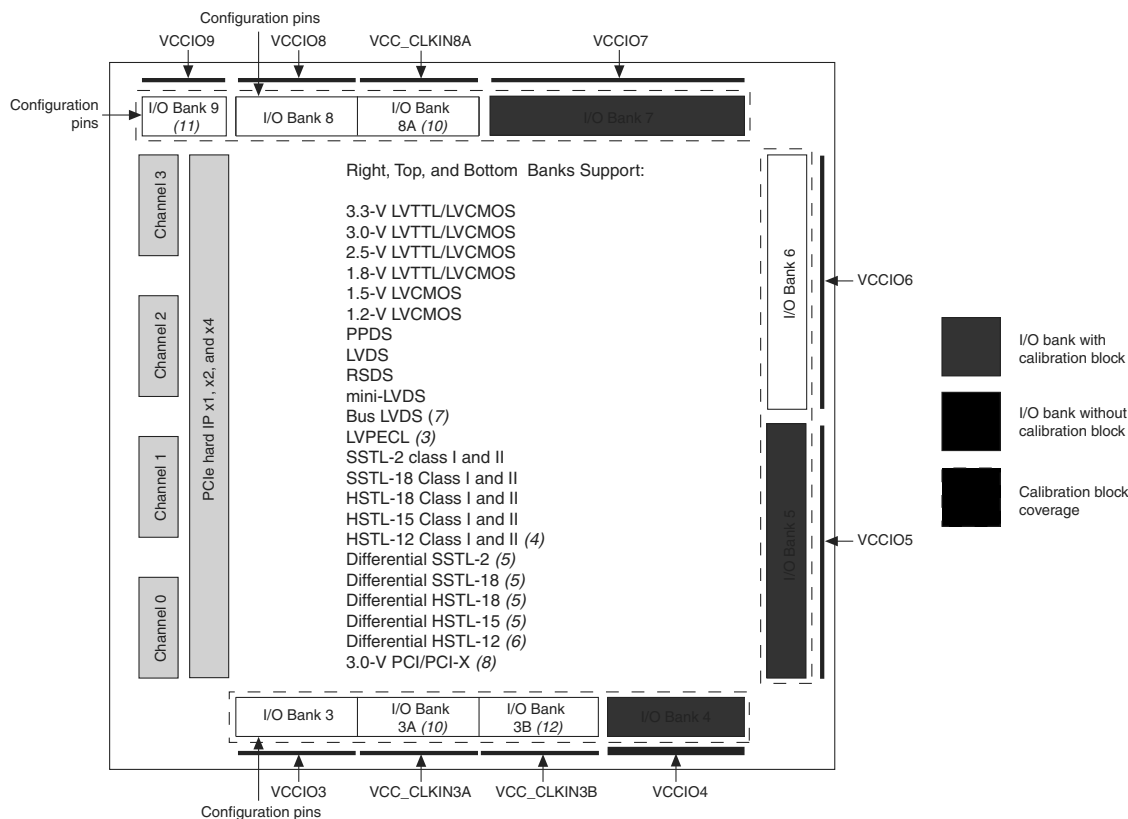 Configuration pins
VCCIO9
VCCIO8
VCC_CLKIN8A
VCCIO7
Configuration
pins
I/O Bank 9
(11)
I/O Bank 8
I/O Bank
8A (10)
I/O Bank 7
Channel 3
Channel 2
Channel 1
Channel 0
PCIe hard IP x1, x2, and x4
Right, Top, and Bottom Banks Support:
3.3-V LVTTL/LVCMOS
3.0-V LVTTL/LVCMOS
2.5-V LVTTL/LVCMOS
1.8-V LVTTL/LVCMOS
1.5-V LVCMOS
1.2-V LVCMOS
PPDS
LVDS
RSDS
mini-LVDS
Bus LVDS (7)
LVPECL (3)
SSTL-2 class I and II
SSTL-18 Class I and II
HSTL-18 Class I and II
HSTL-15 Class I and II
HSTL-12 Class I and II (4)
Differential SSTL-2 (5)
Differential SSTL-18 (5)
Differential HSTL-18 (5)
Differential HSTL-15 (5)
Differential HSTL-12 (6)
3.0-V PCI/PCI-X (8)
I/O Bank 6
VCCIO6
I/O Bank 5
VCCIO5
I/O bank with
calibration block
I/O bank without
calibration block
Calibration block
coverage
I/O Bank 3
I/O Bank
3A (10)
I/O Bank
3B (12)
I/O Bank 4
VCCIO3
VCC_CLKIN3A
VCC_CLKIN3B
VCCIO4
Configuration pins